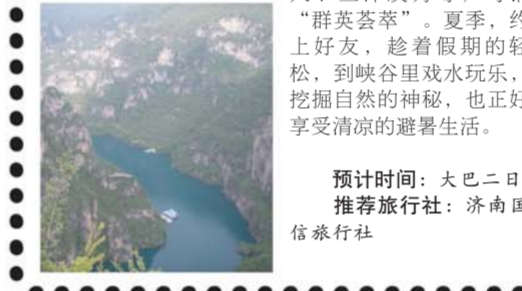 “群英荟萃”。夏季，约
上好友，趁着假期的轻
松，到峡谷里戏水玩乐，
挖掘自然的神秘，也正好
享受清凉的避暑生活。
预计时间：大巴二日
推荐旅行社：济南国
信旅行社